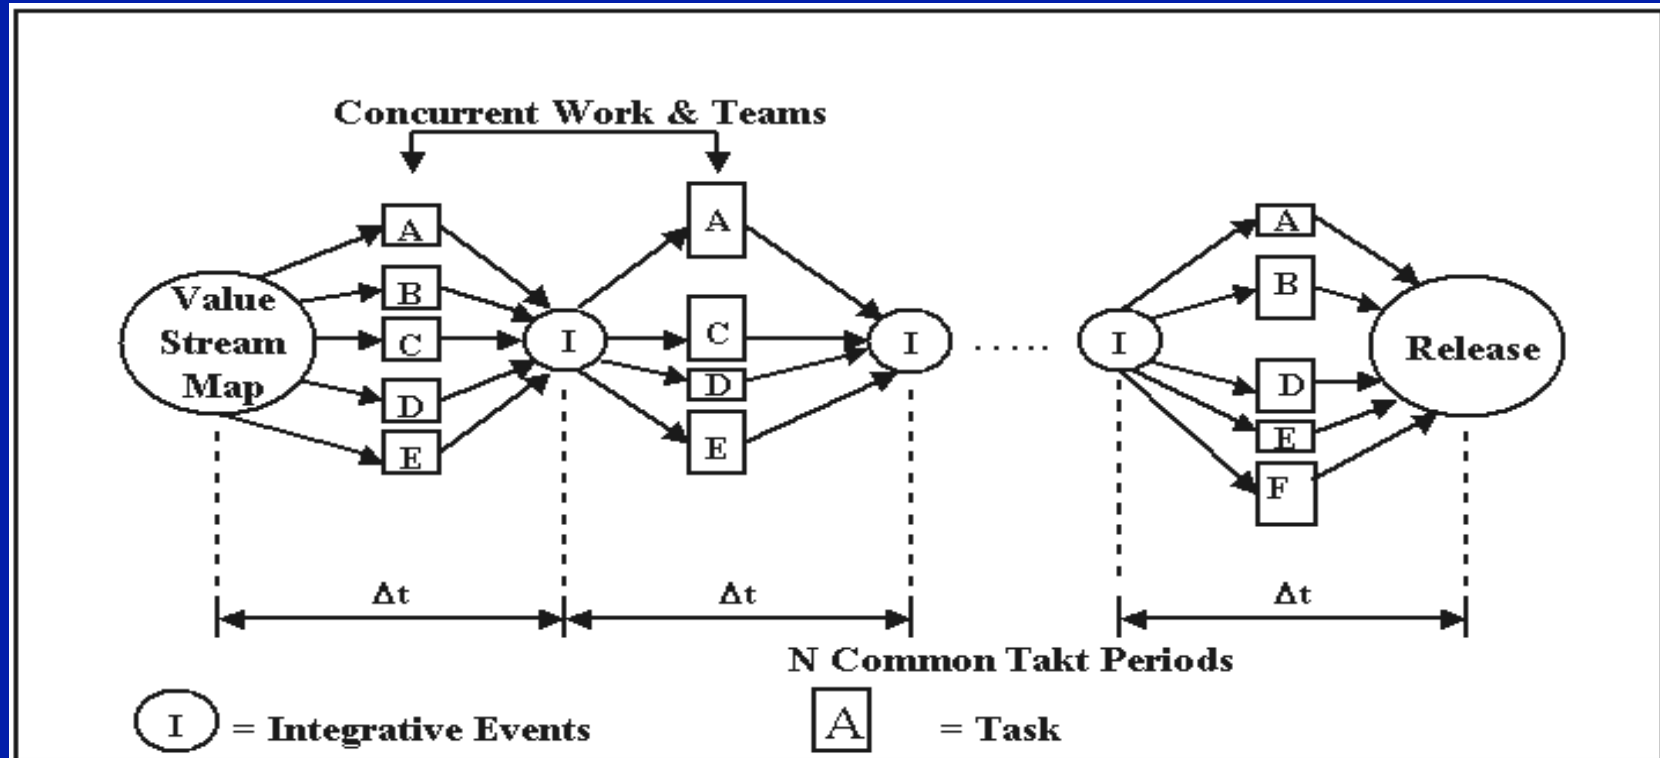 Concurrent Work & Teams
A
A
A
B
B
C
C
D
D
D
E
E
E
F
Value
Stream
Map
I
I
.....
I
Release
Δt
Δt
Δt
N Common Takt Periods
I = Integrative Events
A = Task